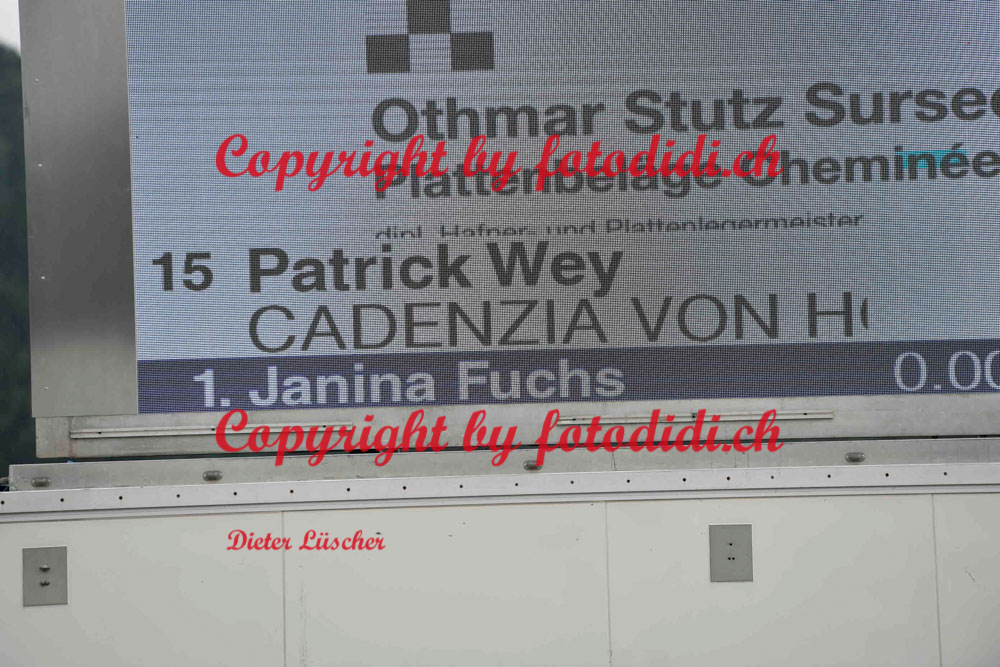 Othmar Stutz Sursee
Copyright by fotodidi.ch
Plattenbeläge Cheminée
dipl. Hafner- und Plattenlegermeister
15 Patrick Wey
CADENZIA VON
1. Janina Fuchs 0.00
Copyright by fotodidi.ch
Dieter Lüscher